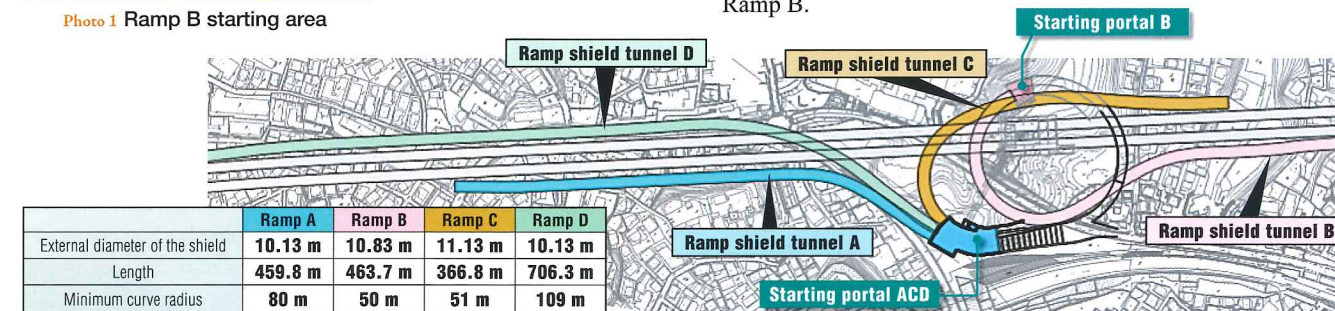 Photo 1 Ramp B starting area
Ramp B.
Starting portal B
Ramp shield tunnel D
Ramp shield tunnel C
Ramp A Ramp B Ramp C Ramp D
External diameter of the shield 10.13 m 10.83 m 11.13 m 10.13 m
Length 459.8 m 463.7 m 366.8 m 706.3 m
Minimum curve radius 80 m 50 m 51 m 109 m
Ramp shield tunnel A
Ramp shield tunnel B
Starting portal ACD